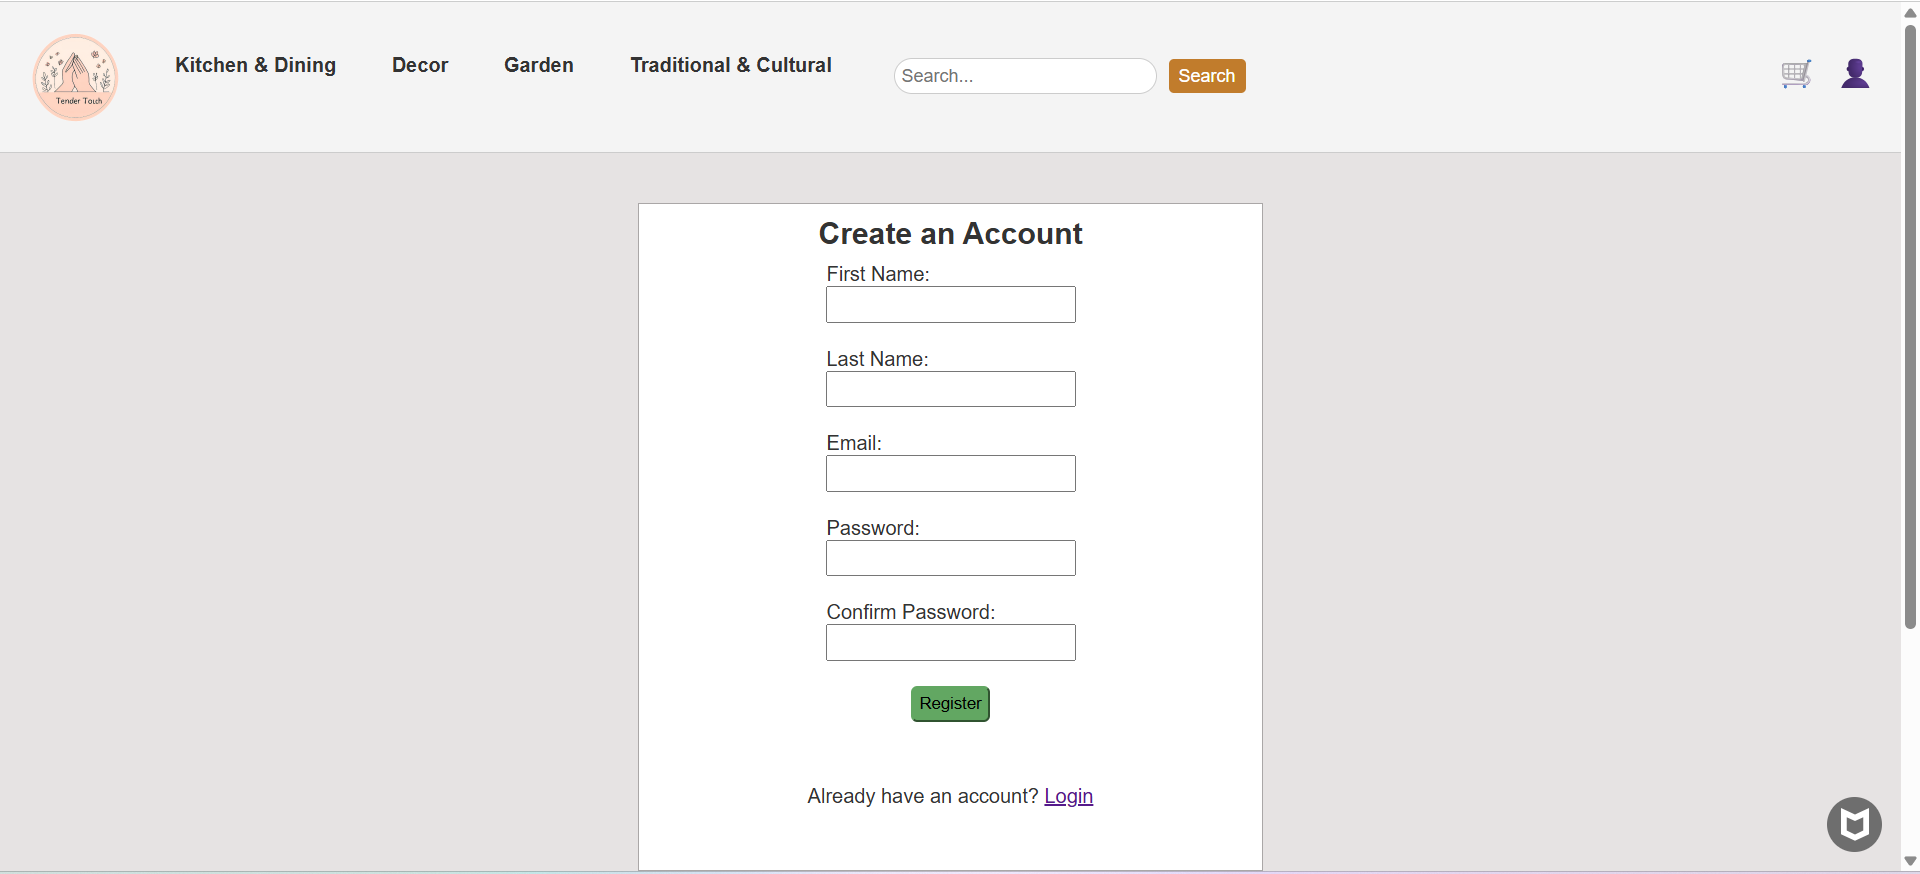 Tender Touch
Kitchen & Dining
Decor
Garden
Traditional & Cultural
Search...
Search
Create an Account
First Name:
Last Name:
Email:
Password:
Confirm Password:
Register
Already have an account? Login